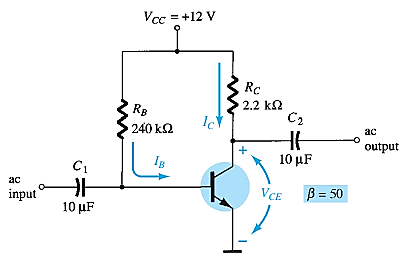 V_CC = +12 V
R_B
240 kΩ
R_C
2.2 kΩ
I_C
C_2
10 μF
ac
output
ac
input
C_1
10 μF
I_B
+
V_CE
−
β = 50